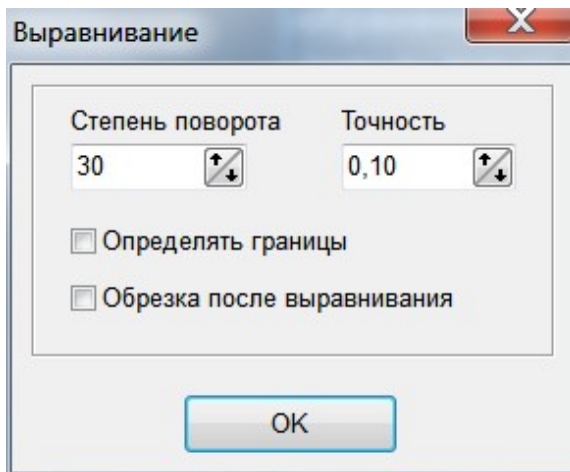 Выравнивание
Степень поворота Точность
30 0,10
Определять границы
Обрезка после выравнивания
OK